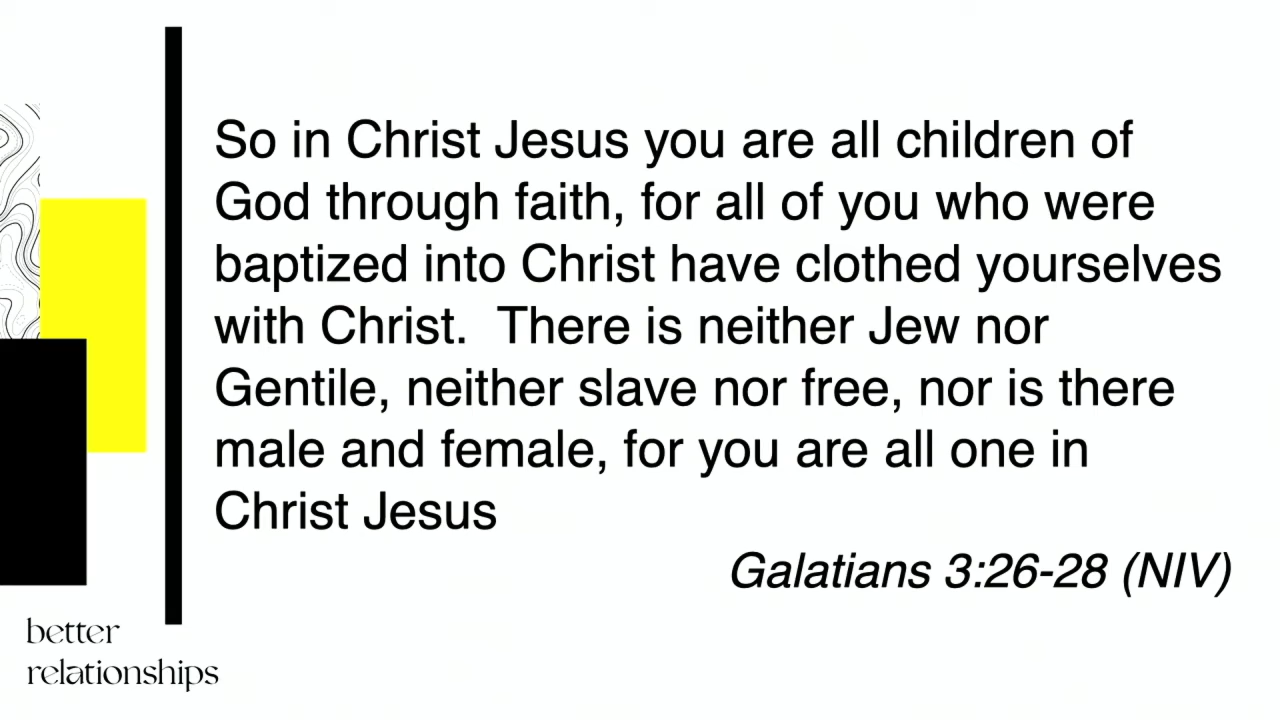 So in Christ Jesus you are all children of
God through faith, for all of you who were
baptized into Christ have clothed yourselves
with Christ.  There is neither Jew nor
Gentile, neither slave nor free, nor is there
male and female, for you are all one in
Christ Jesus
Galatians 3:26-28 (NIV)
better
relationships